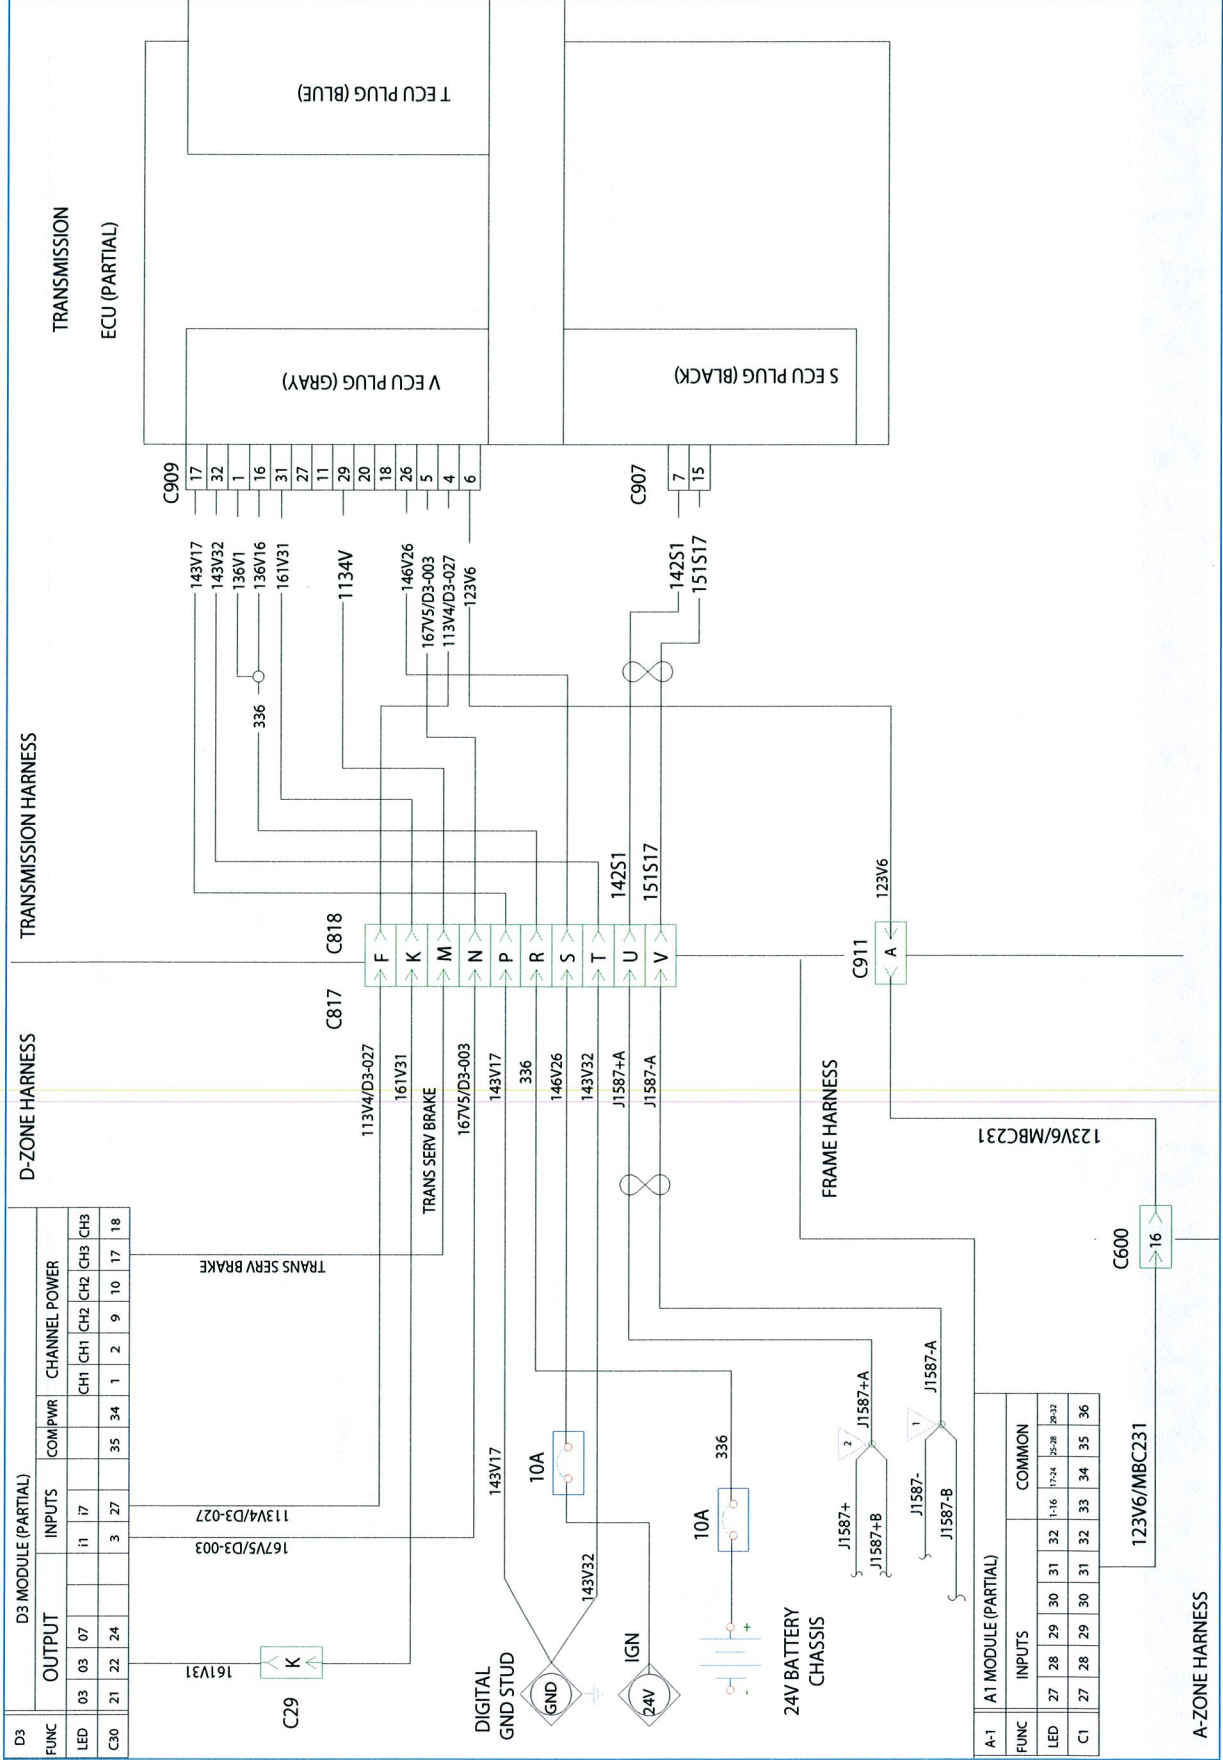 D3
D3 MODULE (PARTIAL)
FUNC
OUTPUT
INPUTS
COM PWR
CHANNEL POWER
LED
03
03
07
i1
i7
CH1
CH1
CH2
CH2
CH3
CH3
C30
21
22
24
3
27
35
34
1
2
9
10
17
18
D-ZONE HARNESS
TRANSMISSION HARNESS
TRANSMISSION
ECU (PARTIAL)
T ECU PLUG (BLUE)
V ECU PLUG (GRAY)
S ECU PLUG (BLACK)
161V31
167V5/D3-003
113V4/D3-027
TRANS SERV BRAKE
C29
K
C817
C818
F
K
M
N
P
R
S
T
U
V
113V4/D3-027
161V31
TRANS SERV BRAKE
167V5/D3-003
143V17
336
146V26
143V32
J1587+A
J1587-A
C909
17
32
1
16
31
27
11
29
20
18
26
5
4
6
143V17
143V32
136V1
136V16
161V31
1134V
146V26
167V5/D3-003
113V4/D3-027
123V6
336
C907
7
15
142S1
151S17
142S1
151S17
DIGITAL
GND STUD
GND
143V17
143V32
10A
IGN
24V
10A
336
24V BATTERY
CHASSIS
-
+
2
J1587+A
J1587+
J1587+B
1
J1587-A
J1587-
J1587-B
FRAME HARNESS
C911
A
123V6
123V6/MBC231
C600
16
123V6/MBC231
A-1
A1 MODULE (PARTIAL)
FUNC
INPUTS
COMMON
LED
27
28
29
30
31
32
1-16
17-24
25-28
29-32
C1
27
28
29
30
31
32
33
34
35
36
A-ZONE HARNESS